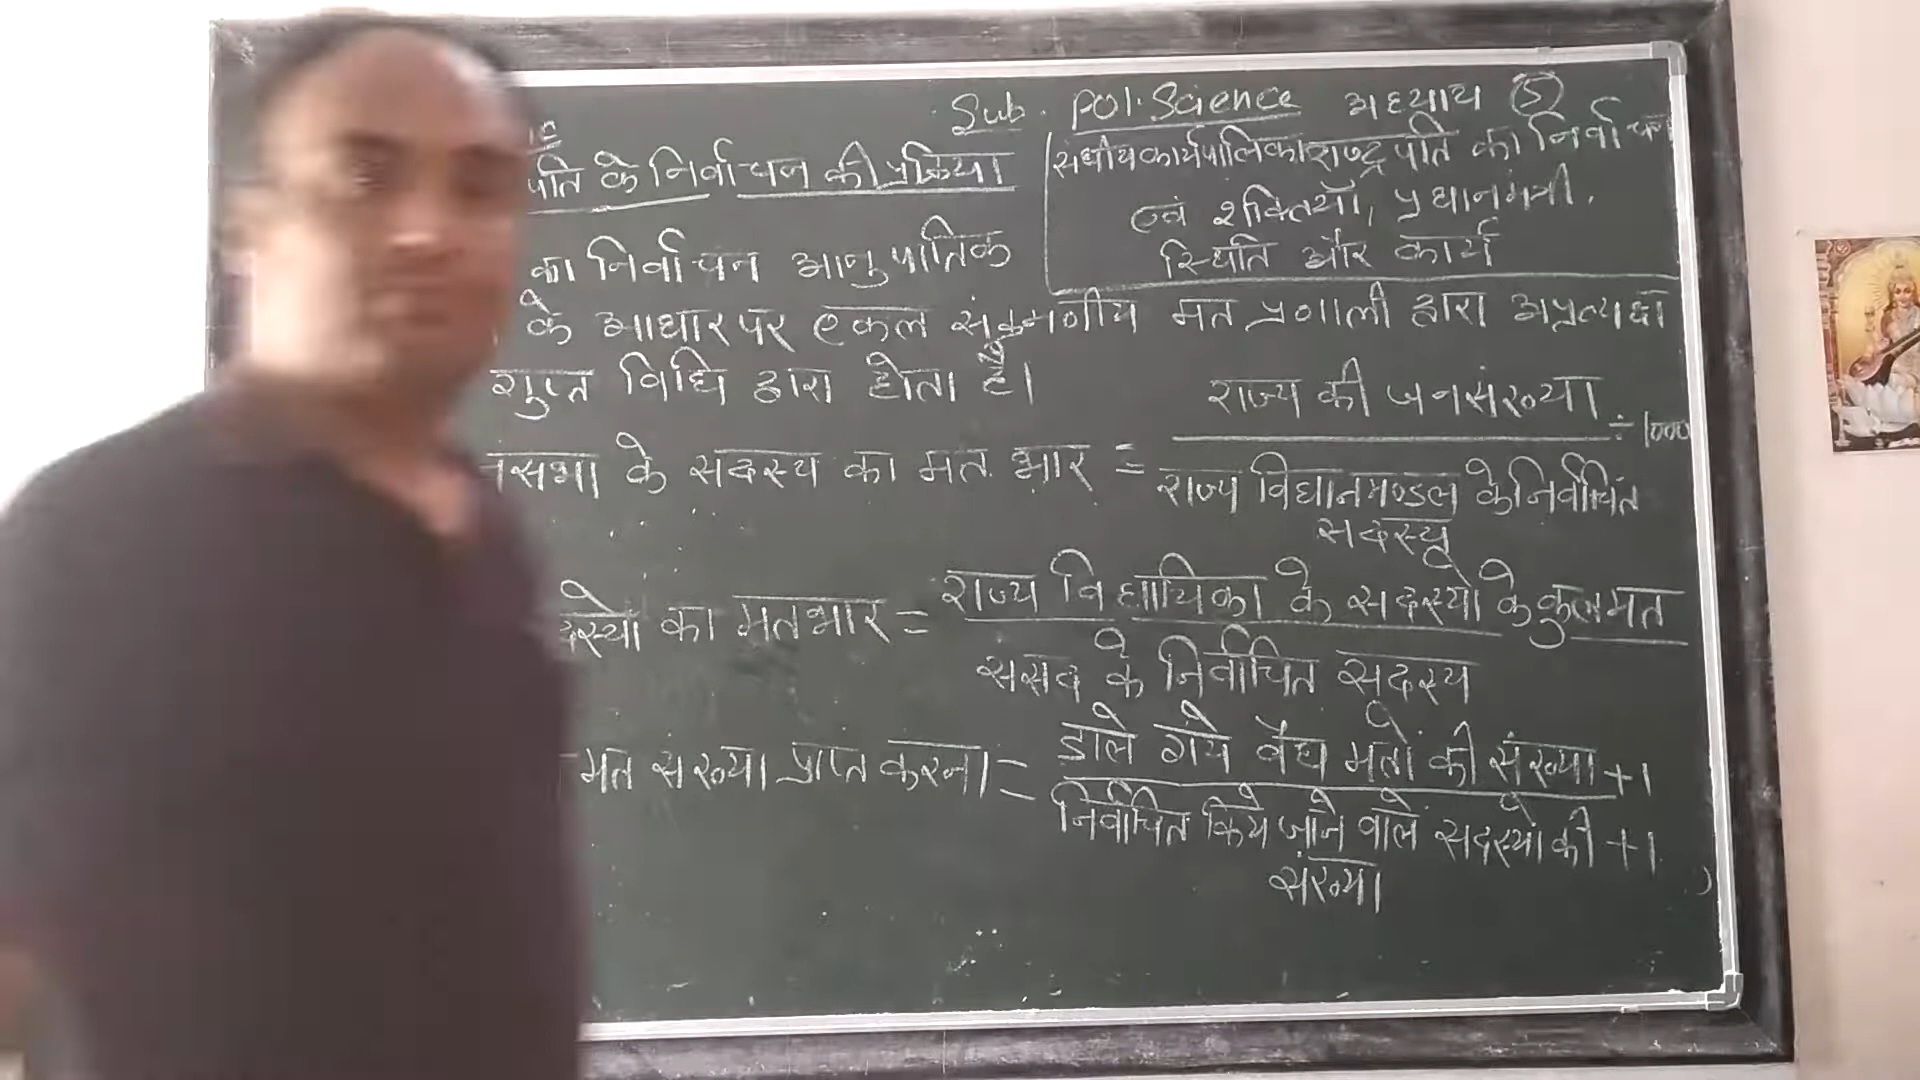 Sub. Pol. Science अध्याय (5)
संघीय कार्यपालिका राष्ट्रपति का निर्वाचन
एवं शक्तियाँ, प्रधानमंत्री,
स्थिति और कार्य
पति के निर्वाचन की प्रक्रिया
का निर्वाचन आनुपातिक
के आधार पर एकल संक्रमणीय मत प्रणाली द्वारा अप्रत्यक्ष
गुप्त विधि द्वारा होता है।
सभा के सदस्य का मत भार = राज्य की जनसंख्या ÷ 1000
राज्य विधानमण्डल के निर्वाचित
सदस्य
दस्यों का मतभार = राज्य विधायिका के सदस्यों के कुल मत
संसद के निर्वाचित सदस्य
मत संख्या प्राप्त करना = डाले गये वैध मतों की संख्या +1
निर्वाचित किये जाने वाले सदस्यों की +1
संख्या